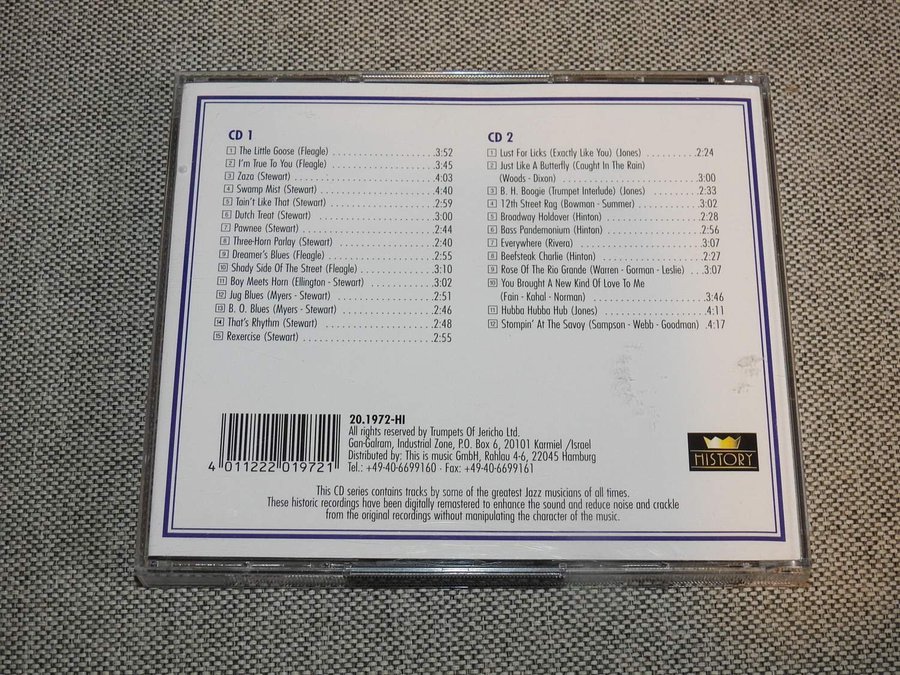 CD 1
1 The Little Goose (Fleagle) 3:52
2 I'm True To You (Fleagle) 3:45
3 Zaza (Stewart) 4:03
4 Swamp Mist (Stewart) 4:40
5 Tain't Like That (Stewart) 2:59
6 Dutch Treat (Stewart) 3:00
7 Pawnee (Stewart) 2:44
8 Three-Horn Parlay (Stewart) 2:40
9 Dreamer's Blues (Fleagle) 2:55
10 Shady Side Of The Street (Fleagle) 3:10
11 Boy Meets Horn (Ellington - Stewart) 3:02
12 Jug Blues (Myers - Stewart) 2:51
13 B. O. Blues (Myers - Stewart) 2:46
14 That's Rhythm (Stewart) 2:48
15 Rexercise (Stewart) 2:55
CD 2
1 Lust For Licks (Exactly Like You) (Jones) 2:24
2 Just Like A Butterfly (Caught In The Rain)
(Woods - Dixon) 3:00
3 B. H. Boogie (Trumpet Interlude) (Jones) 2:33
4 12th Street Rag (Bowman - Summer) 3:02
5 Broadway Holdover (Hinton) 2:28
6 Bass Pandemonium (Hinton) 2:56
7 Everywhere (Rivera) 3:07
8 Beefsteak Charlie (Hinton) 2:27
9 Rose Of The Rio Grande (Warren - Gorman - Leslie) 3:07
10 You Brought A New Kind Of Love To Me
(Fain - Kahal - Norman) 3:46
11 Hubba Hubba Hub (Jones) 4:11
12 Stompin' At The Savoy (Sampson - Webb - Goodman) 4:17
4 011222 019721
20.1972-HI
All rights reserved by Trumpets Of Jericho Ltd.
Gan-Galram, Industrial Zone, P.O. Box 6, 20101 Karmiel /Israel
Distributed by: This is music GmbH, Rahlau 4-6, 22045 Hamburg
Tel.: +49-40-6699160 · Fax: +49-40-6699161
HISTORY
This CD series contains tracks by some of the greatest Jazz musicians of all times.
These historic recordings have been digitally remastered to enhance the sound and reduce noise and crackle
from the original recordings without manipulating the character of the music.